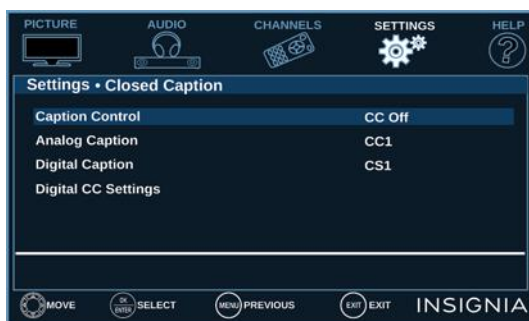 PICTURE AUDIO CHANNELS SETTINGS HELP
?
Settings • Closed Caption
Caption Control CC Off
Analog Caption CC1
Digital Caption CS1
Digital CC Settings
OK
ENTER
MOVE SELECT MENU PREVIOUS EXIT EXIT INSIGNIA